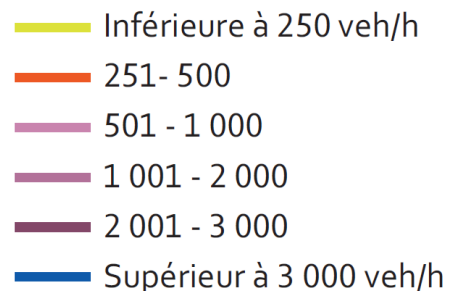 Inférieure à 250 veh/h
251- 500
501 - 1 000
1 001 - 2 000
2 001 - 3 000
Supérieur à 3 000 veh/h